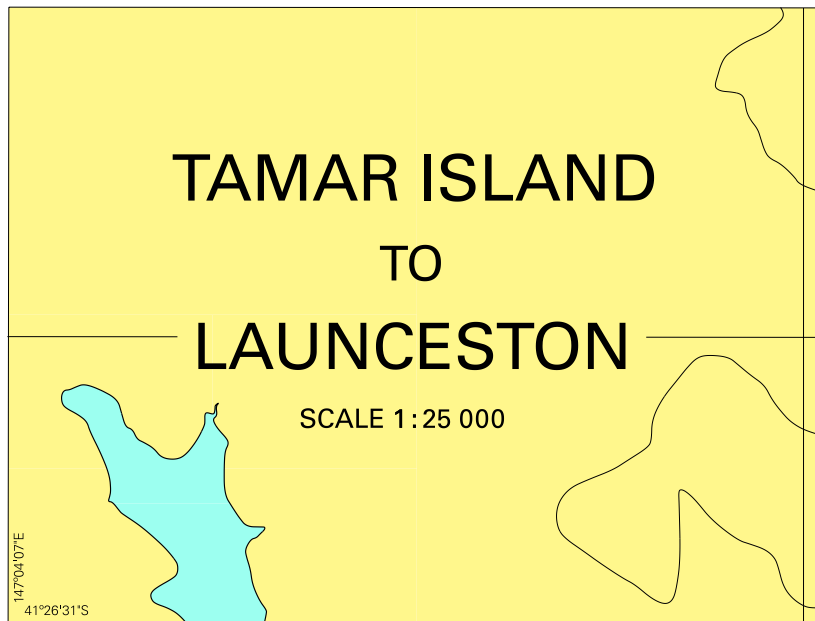 TAMAR ISLAND
TO
LAUNCESTON
SCALE 1:25 000
147°04'07"E
41°26'31"S